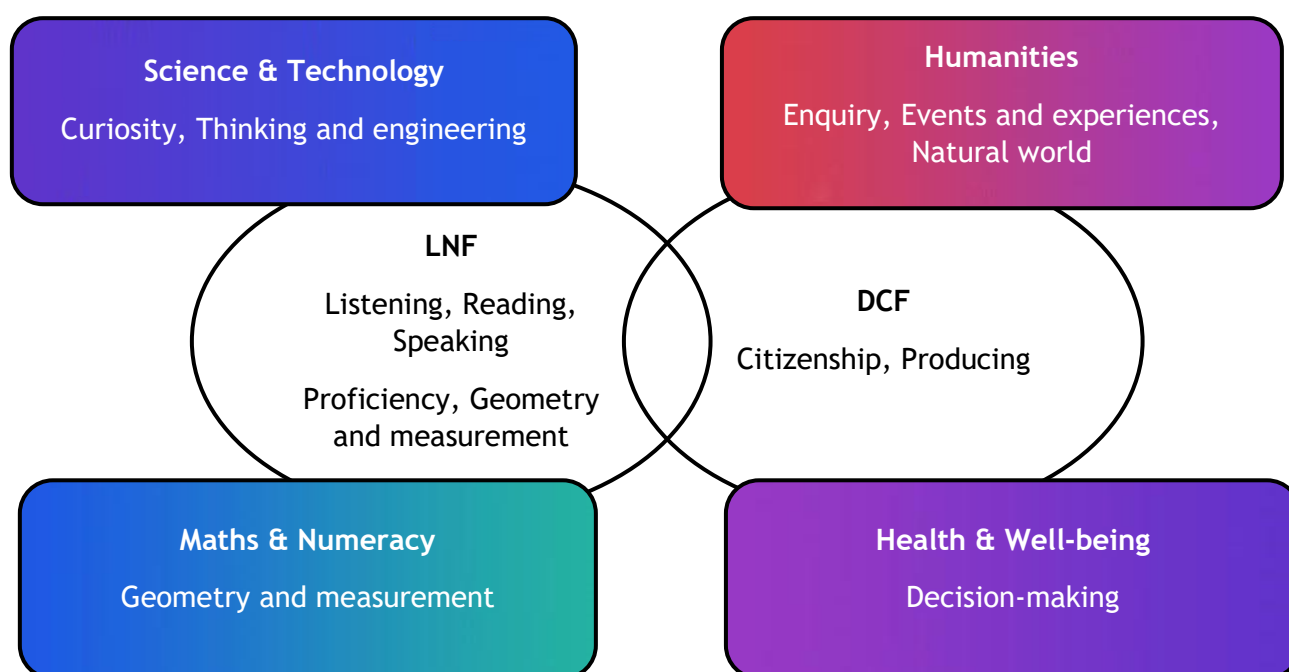 Science & Technology
Curiosity, Thinking and engineering
Humanities
Enquiry, Events and experiences,
Natural world
LNF
Listening, Reading,
Speaking
Proficiency, Geometry
and measurement
DCF
Citizenship, Producing
Maths & Numeracy
Geometry and measurement
Health & Well-being
Decision-making